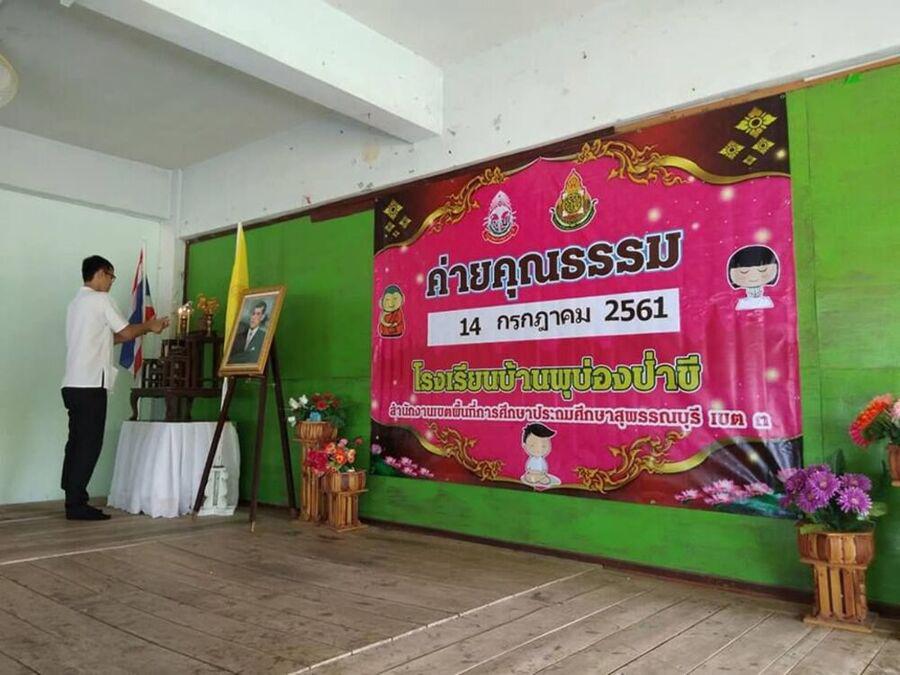 ค่ายคุณธรรม
14 กรกฎาคม 2561
โรงเรียนบ้านพุบ่องป่าขี
สำนักงานเขตพื้นที่การศึกษาประถมศึกษาสุพรรณบุรี เขต ๓